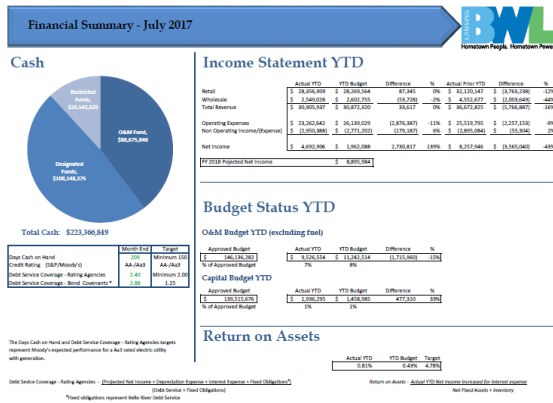 Financial Summary - July 2017
LANSING
BWL
Hometown People. Hometown Power
Cash
Restricted
Funds,
O&M Fund,
$88,675,848
Designated
Funds,
$108,148,375
Total Cash: $223,366,849
Month End Target
Days Cash on Hand 209 Minimum 150
Credit Rating (S&P/Moody's) AA-/Aa3 AA-/Aa3
Debt Service Coverage - Rating Agencies 2.40 Minimum 2.00
Debt Service Coverage - Bond Covenants * 2.88 1.25
The Days Cash on Hand and Debt Service Coverage - Rating Agencies targets
represent Moody's expected performance for a Aa3 rated electric utility
with generation.
Income Statement YTD
Actual YTD YTD Budget Difference % Actual Prior YTD Difference %
Retail $ 28,356,909 $ 28,269,564 87,345 0% $ 32,120,147 $ (3,763,238) -12%
Wholesale $ 2,549,028 $ 2,602,755 (53,728) -2% $ 4,552,677 $ (2,003,649) -44%
Total Revenue $ 30,905,937 $ 30,872,320 33,617 0% $ 36,672,825 $ (5,766,887) -16%
Operating Expenses $ 23,262,642 $ 26,139,029 (2,876,387) -11% $ 25,519,795 $ (2,257,153) -9%
Non Operating Income/(Expense) $ (2,950,388) $ (2,771,202) (179,187) 6% $ (2,895,084) $ (55,304) 2%
Net Income $ 4,692,906 $ 1,962,088 2,730,817 139% $ 8,257,946 $ (3,565,040) -43%
FY 2018 Pojected Net Income $ 8,895,984
Budget Status YTD
O&M Budget YTD (excluding fuel)
Approved Budget Actual YTD YTD Budget Difference %
$ 146,136,282 $ 9,526,554 $ 11,242,514 (1,715,960) -15%
% of Approved Budget 7% 8%
Capital Budget YTD
Approved Budget Actual YTD YTD Budget Difference %
$ 139,515,676 $ 1,936,295 $ 1,458,985 477,310 33%
% of Approved Budget 1% 1%
Return on Assets
Actual YTD YTD Budget Target
0.81% 0.43% 4.78%
Debt Sevice Coverage - Rating Agencies - (Projected Net Income + Depreciation Expense + Interest Expense + Fixed Obligations*)
(Debt Service + Fixed Obligations)
*Fixed obligations represent Belle River Debt Service
Return on Assets - Actual YTD Net Income Increased for interest expense
Net Fixed Assets + Inventory